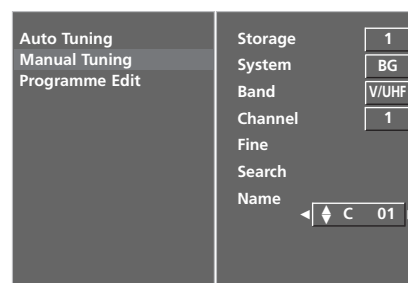 Auto Tuning
Manual Tuning
Programme Edit
Storage 1
System BG
Band V/UHF
Channel 1
Fine
Search
Name
C 01